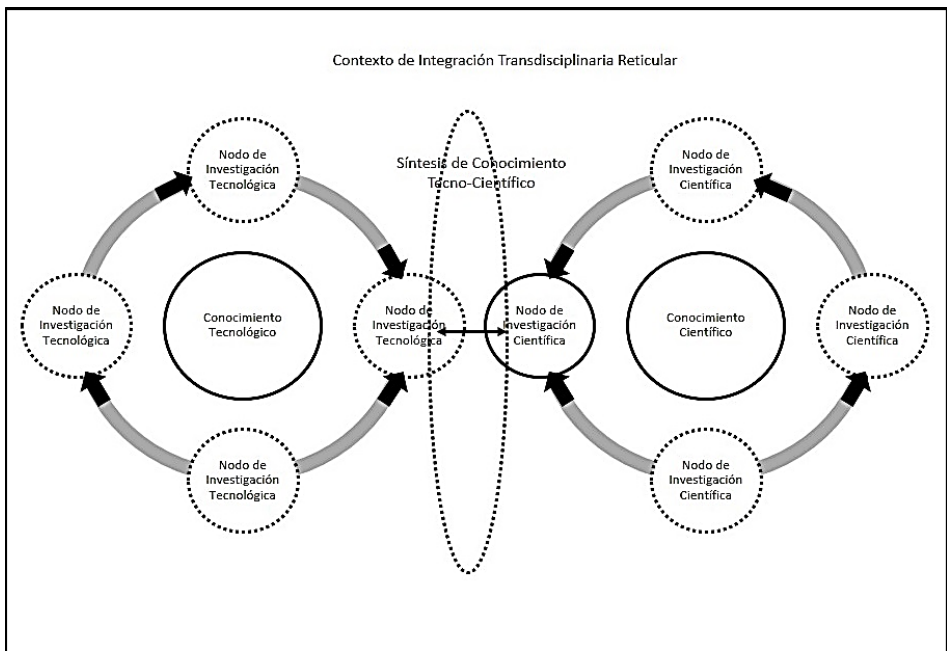 Contexto de Integración Transdisciplinaria Reticular
Síntesis de Conocimiento
Tecno-Científico
Nodo de
Investigación
Tecnológica
Nodo de
Investigación
Tecnológica
Conocimiento
Tecnológico
Nodo de
Investigación
Tecnológica
Nodo de
Investigación
Tecnológica
Nodo de
Investigación
Científica
Nodo de
Investigación
Científica
Conocimiento
Científico
Nodo de
Investigación
Científica
Nodo de
Investigación
Científica